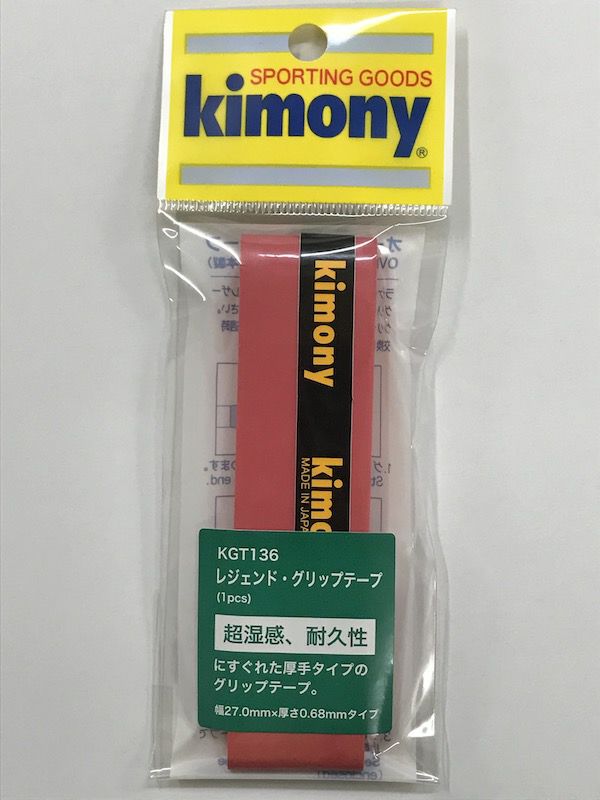 SPORTING GOODS
kimony®
kimony
kimo
MADE IN JAPA
KGT136
レジェンド・グリップテープ
(1pcs)
超湿感、耐久性
にすぐれた厚手タイプの
グリップテープ。
幅27.0mm×厚さ0.68mmタイプ